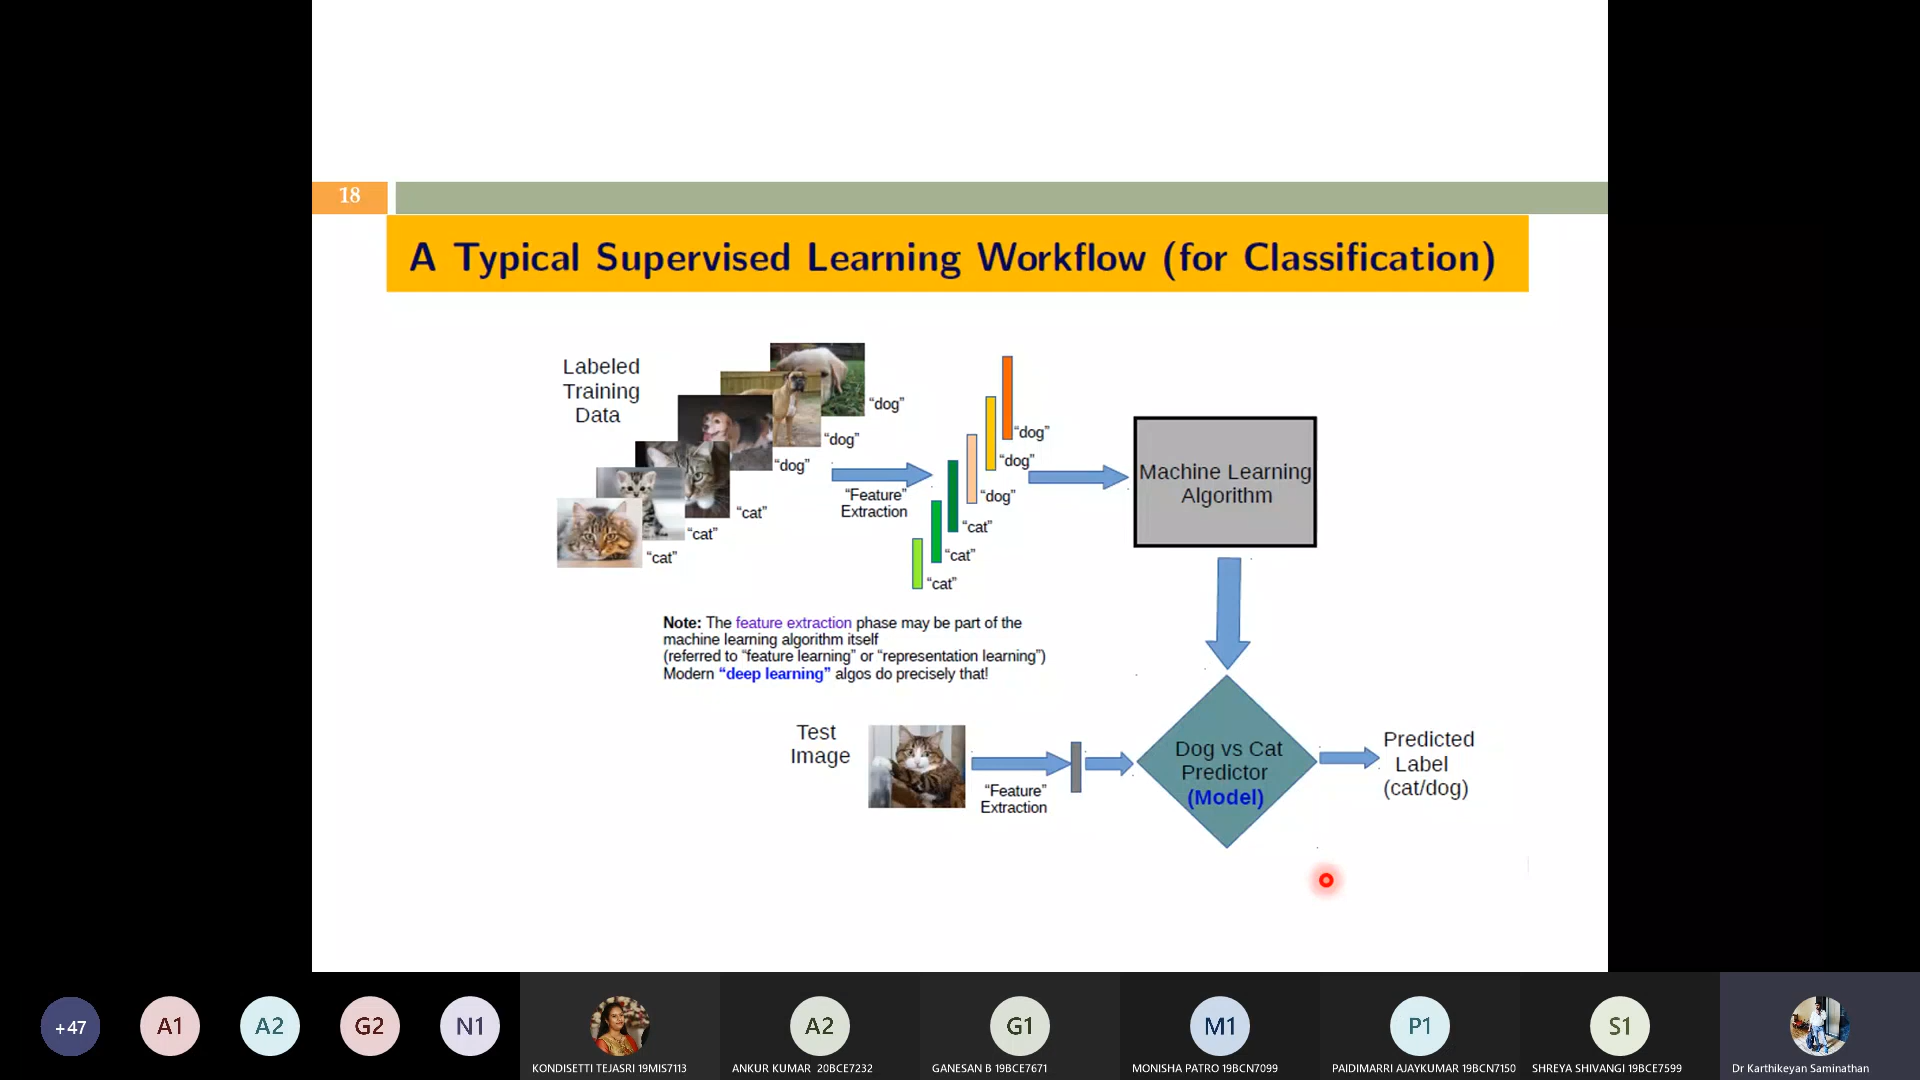 18
A Typical Supervised Learning Workflow (for Classification)
Labeled
Training
Data
“dog”
“dog”
“dog”
“cat”
“cat”
“cat”
“Feature”
Extraction
“dog”
“dog”
“dog”
“cat”
“cat”
“cat”
Machine Learning
Algorithm
Note: The feature extraction phase may be part of the
machine learning algorithm itself
(referred to “feature learning” or “representation learning”)
Modern “deep learning” algos do precisely that!
Test
Image
“Feature”
Extraction
Dog vs Cat
Predictor
(Model)
Predicted
Label
(cat/dog)
+47
A1
A2
G2
N1
A2
G1
M1
P1
S1
KONDISETTI TEJASRI 19MIS7113
ANKUR KUMAR 20BCE7232
GANESAN B 19BCE7671
MONISHA PATRO 19BCN7099
PAIDIMARRI AJAYKUMAR 19BCN7150
SHREYA SHIVANGI 19BCE7599
Dr Karthikeyan Saminathan